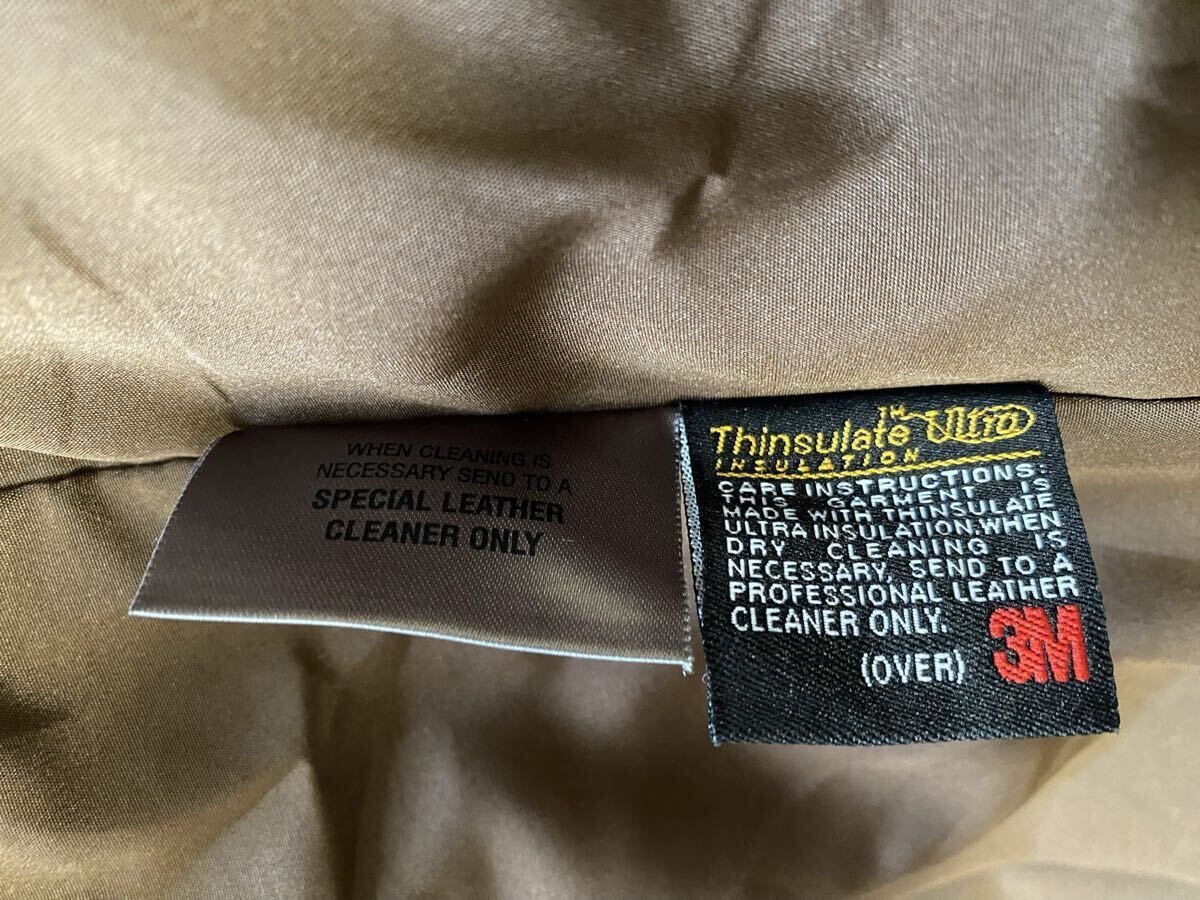 WHEN CLEANING IS
NECESSARY SEND TO A
SPECIAL LEATHER
CLEANER ONLY
Thinsulate™ Ultra
INSULATION
CARE INSTRUCTIONS:
THIS GARMENT IS
MADE WITH THINSULATE
ULTRA INSULATION.WHEN
DRY CLEANING IS
NECESSARY, SEND TO A
PROFESSIONAL LEATHER
CLEANER ONLY.
(OVER) 3M